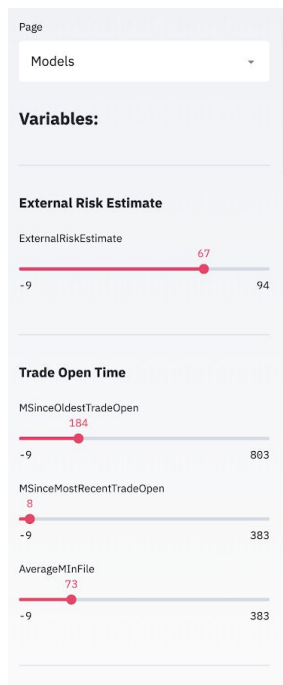 Page
Models
Variables:
External Risk Estimate
ExternalRiskEstimate
67
-9 94
Trade Open Time
MSinceOldestTradeOpen
184
-9 803
MSinceMostRecentTradeOpen
8
-9 383
AverageMInFile
73
-9 383